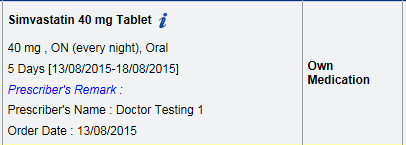 Simvastatin 40 mg Tablet i
40 mg , ON (every night), Oral
5 Days [13/08/2015-18/08/2015]
Prescriber's Remark :
Prescriber's Name : Doctor Testing 1
Order Date : 13/08/2015
Own
Medication